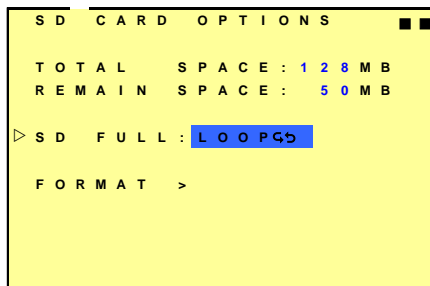 SD CARD OPTIONS
TOTAL SPACE:128MB
REMAIN SPACE: 50MB
SD FULL:LOOP
FORMAT >